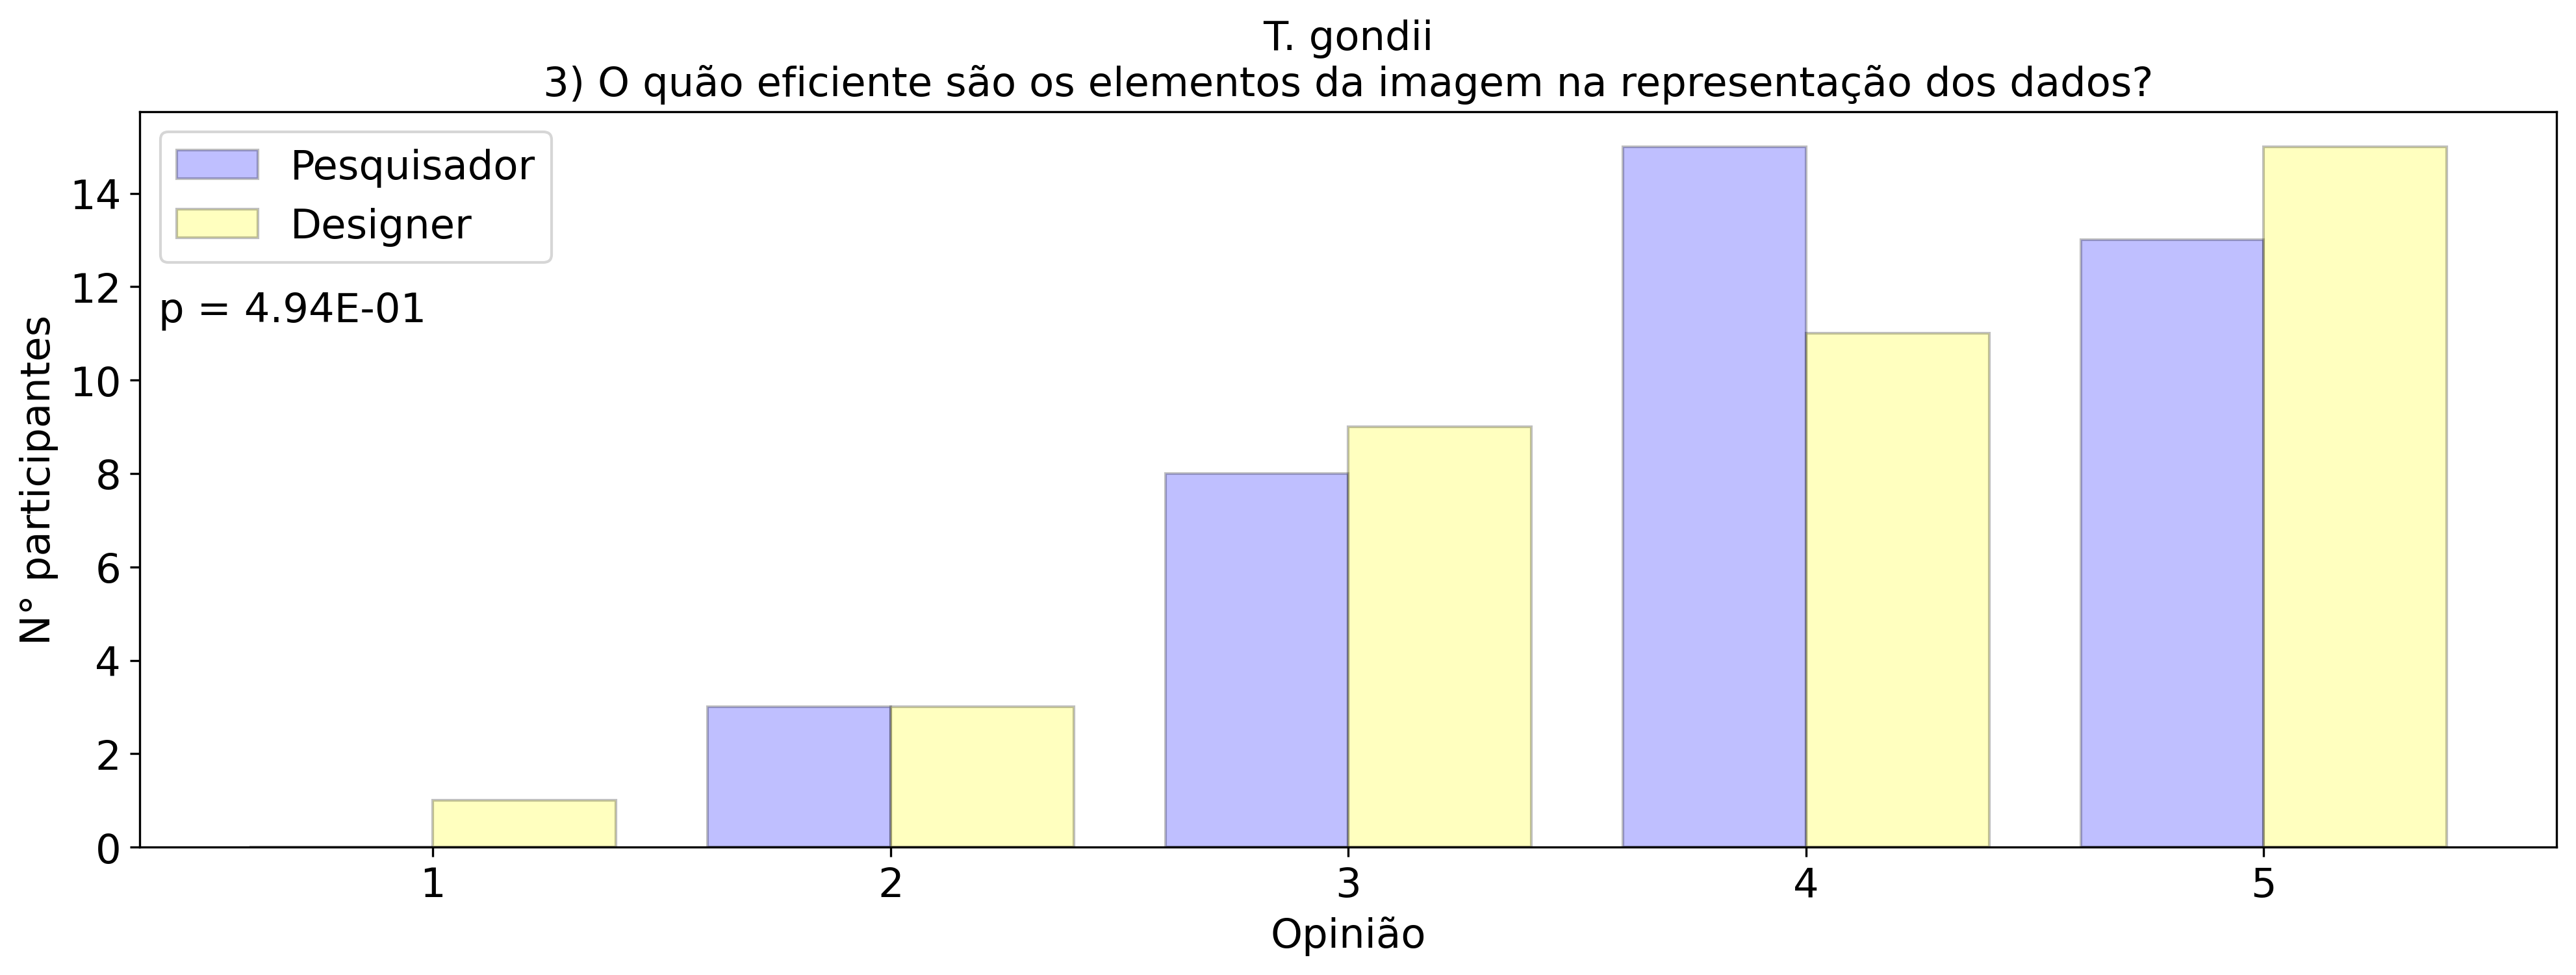 T. gondii
3) O quão eficiente são os elementos da imagem na representação dos dados?
Pesquisador
Designer
p = 4.94E-01
N° participantes
14
12
10
8
6
4
2
0
1 2 3 4 5
Opinião